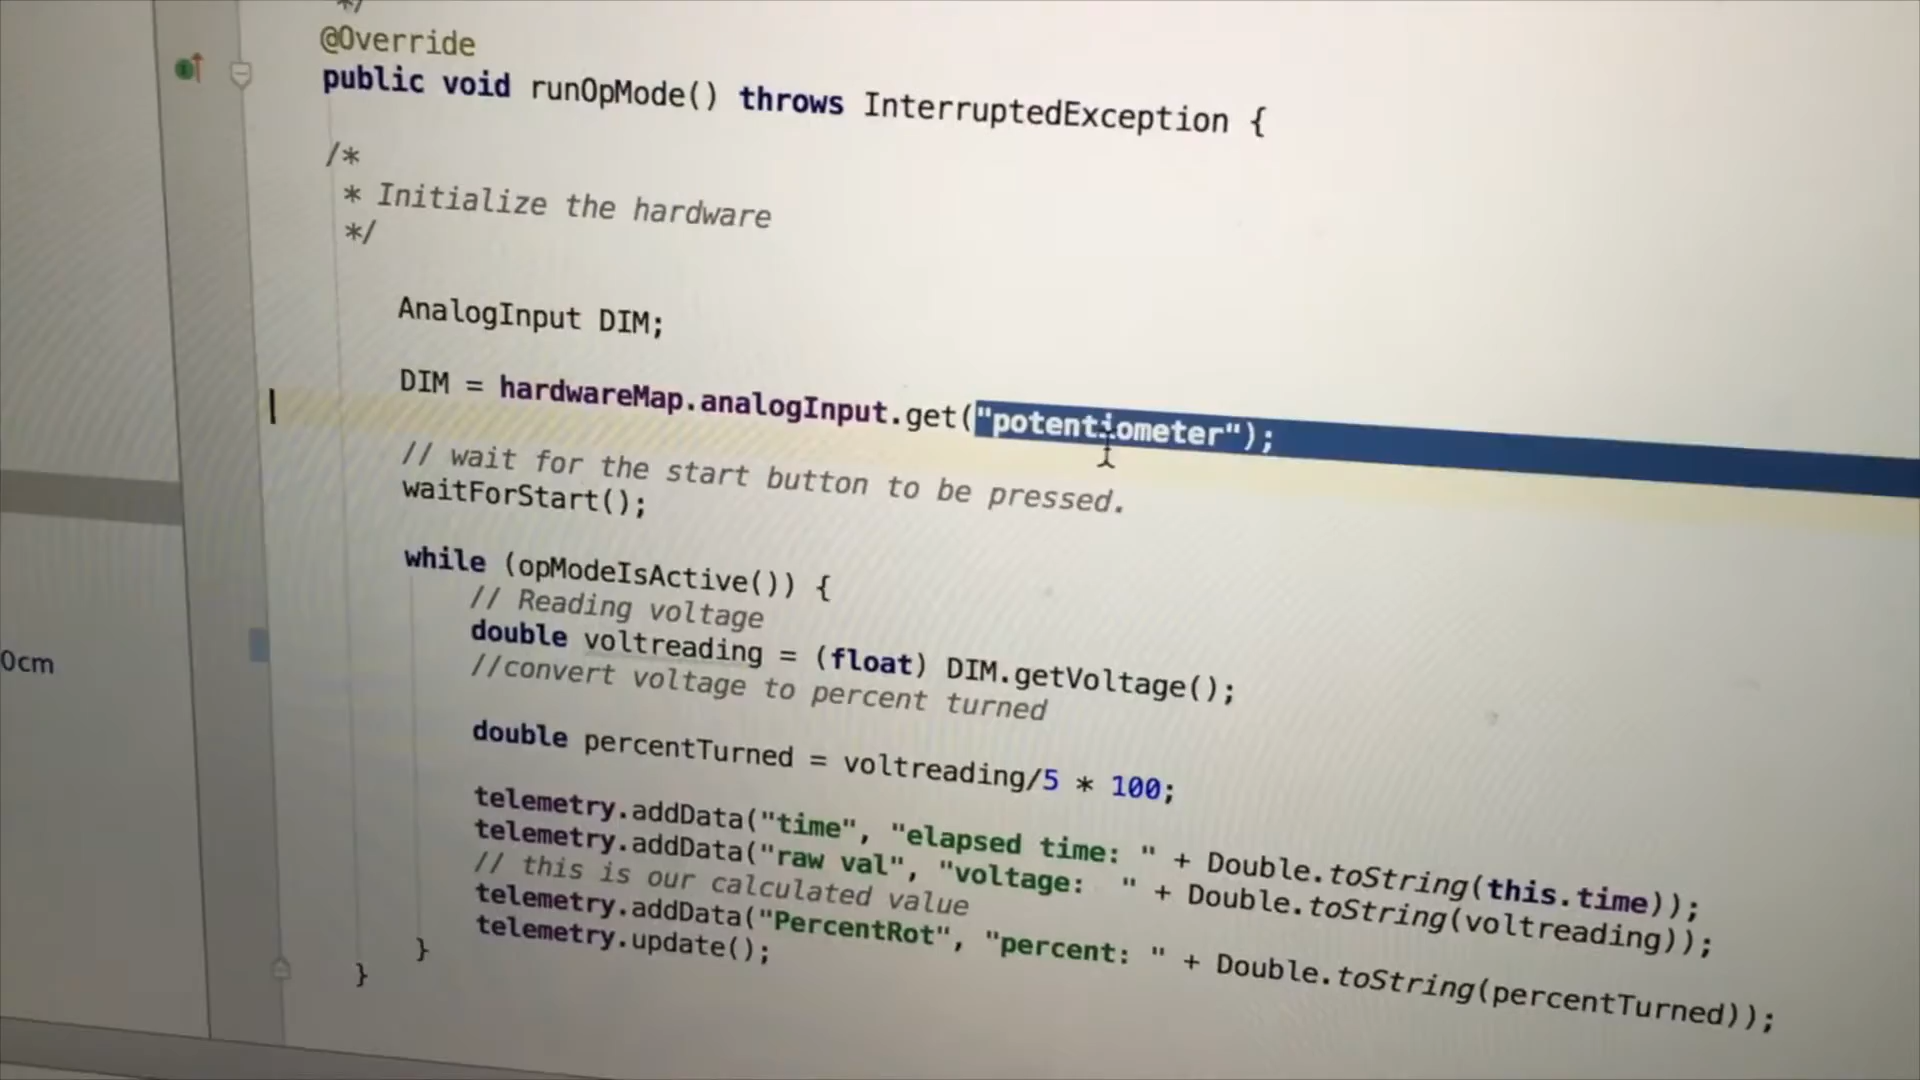 */
@Override
public void runOpMode() throws InterruptedException {
/*
* Initialize the hardware
*/
AnalogInput DIM;
DIM = hardwareMap.analogInput.get("potentiometer");
// wait for the start button to be pressed.
waitForStart();
while (opModeIsActive()) {
// Reading voltage
double voltreading = (float) DIM.getVoltage();
//convert voltage to percent turned
double percentTurned = voltreading/5 * 100;
telemetry.addData("time", "elapsed time: " + Double.toString(this.time));
telemetry.addData("raw val", "voltage:  " + Double.toString(voltreading));
// this is our calculated value
telemetry.addData("PercentRot", "percent: " + Double.toString(percentTurned));
telemetry.update();
}
}
0cm